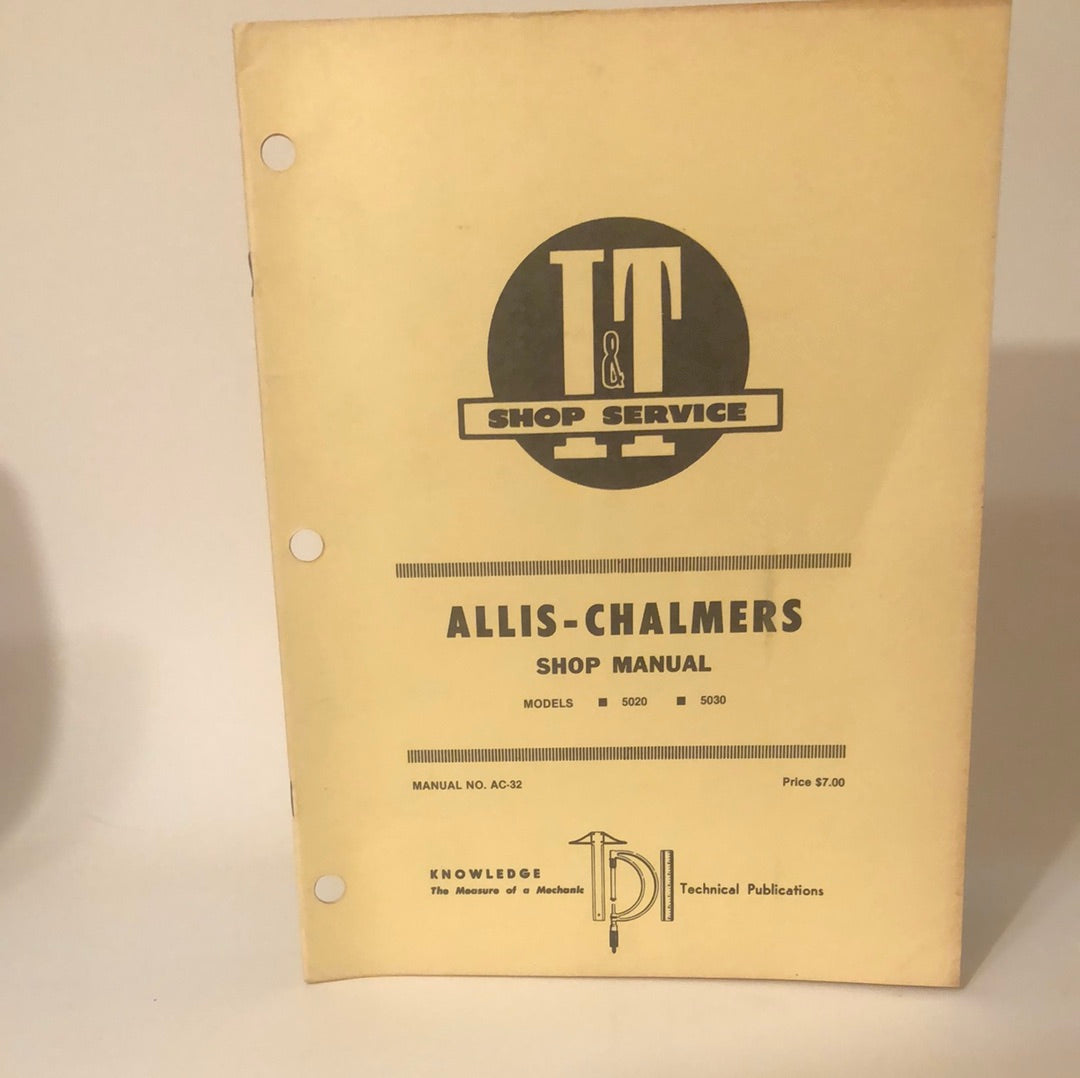 I&T
SHOP SERVICE
ALLIS-CHALMERS
SHOP MANUAL
MODELS ■ 5020 ■ 5030
MANUAL NO. AC-32 Price $7.00
KNOWLEDGE
The Measure of a Mechanic
TPI
Technical Publications